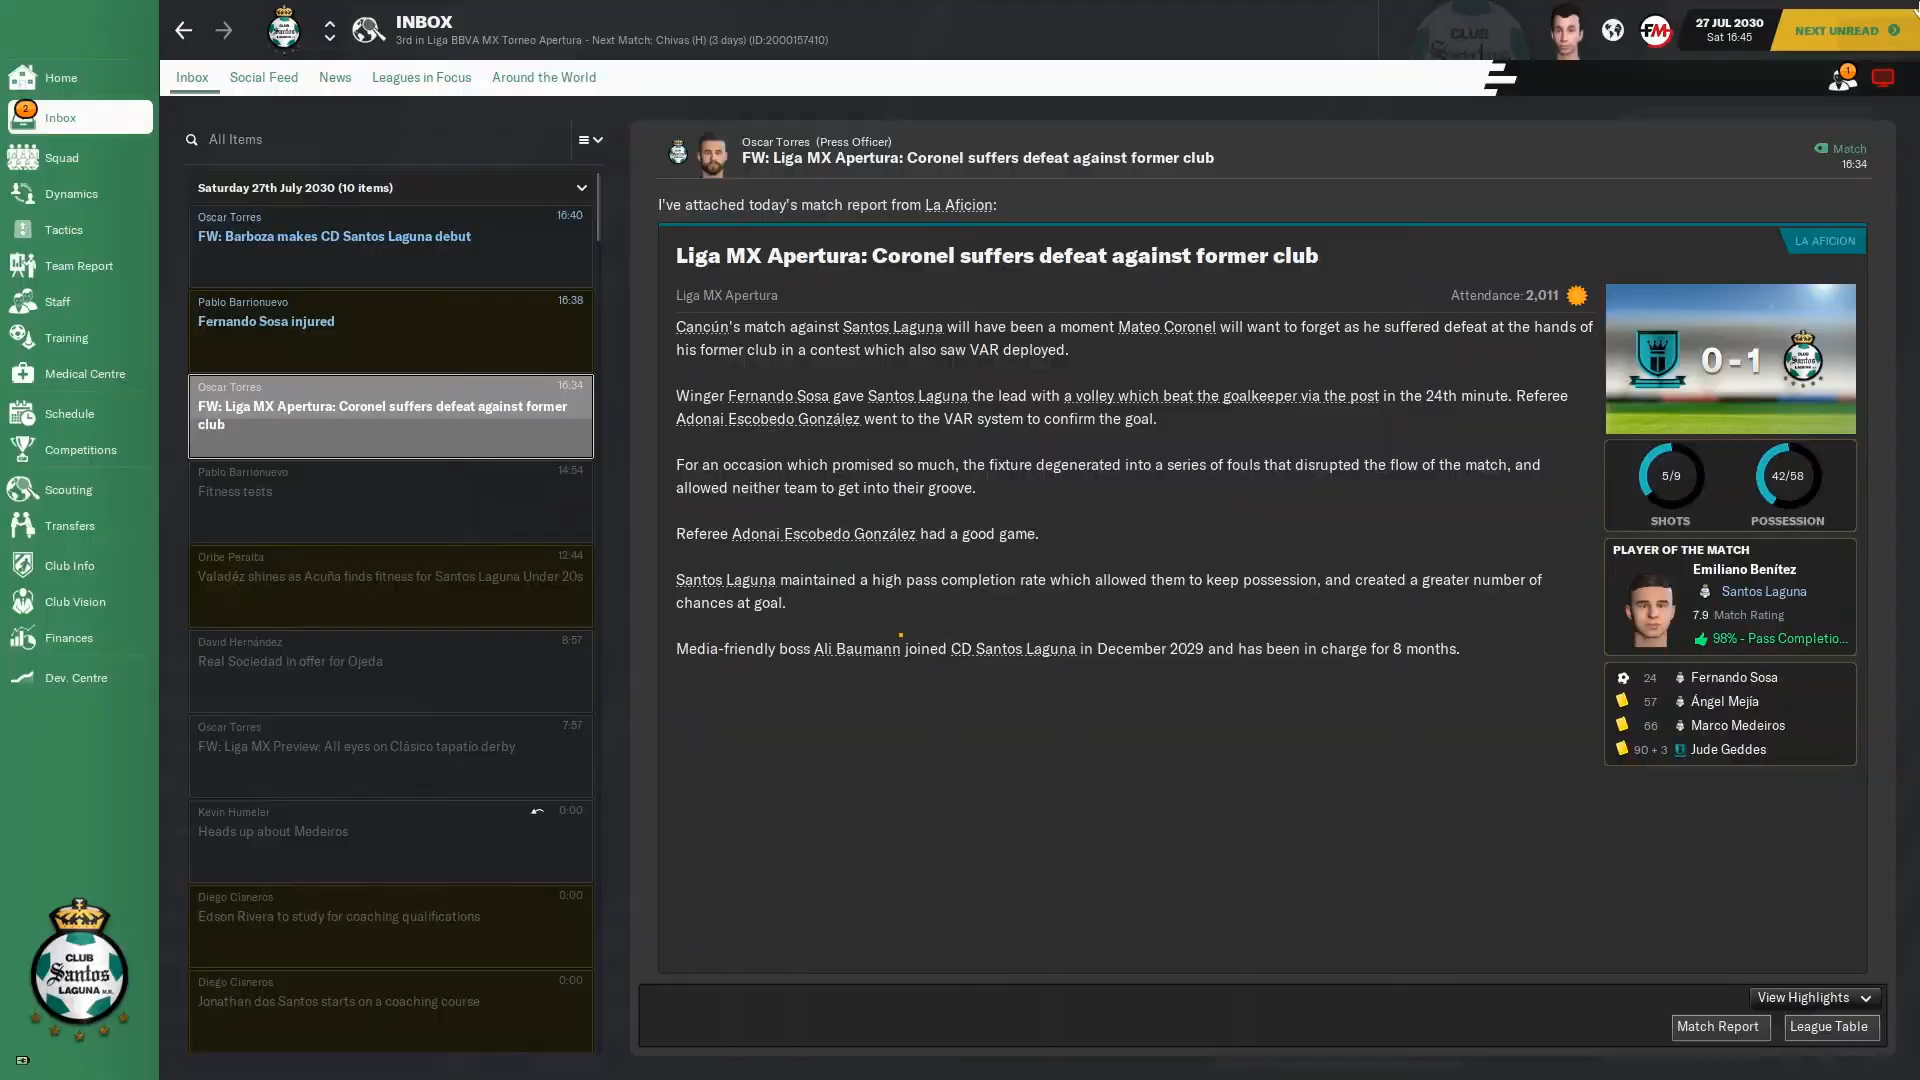 INBOX
3rd in Liga BBVA MX Torneo Apertura - Next Match: Chivas (H) (3 days) (ID:2000157410)
CLUB
FM
27 JUL 2030
Sat 16:45
NEXT UNREAD
Inbox
Social Feed
News
Leagues in Focus
Around the World
1
Home
2
Inbox
Squad
Dynamics
Tactics
Team Report
Staff
Training
Medical Centre
Schedule
Competitions
Scouting
Transfers
Club Info
Club Vision
Finances
Dev. Centre
CLUB
Santos
LAGUNA
All Items
Saturday 27th July 2030 (10 items)
Oscar Torres 16:40
FW: Barboza makes CD Santos Laguna debut
Pablo Barrionuevo 16:38
Fernando Sosa injured
Oscar Torres 16:34
FW: Liga MX Apertura: Coronel suffers defeat against former
club
Pablo Barrionuevo 14:54
Fitness tests
Oribe Peralta 12:44
Valadéz shines as Acuña finds fitness for Santos Laguna Under 20s
David Hernández 8:57
Real Sociedad in offer for Ojeda
Oscar Torres 7:57
FW: Liga MX Preview: All eyes on Clásico tapatío derby
Kevin Humeler 0:00
Heads up about Medeiros
Diego Cisneros 0:00
Edson Rivera to study for coaching qualifications
Diego Cisneros 0:00
Jonathan dos Santos starts on a coaching course
Oscar Torres (Press Officer)
FW: Liga MX Apertura: Coronel suffers defeat against former club
Match
16:34
I've attached today's match report from La Aficion:
LA AFICION
Liga MX Apertura: Coronel suffers defeat against former club
Liga MX Apertura
Attendance: 2,011
Cancún's match against Santos Laguna will have been a moment Mateo Coronel will want to forget as he suffered defeat at the hands of
his former club in a contest which also saw VAR deployed.
Winger Fernando Sosa gave Santos Laguna the lead with a volley which beat the goalkeeper via the post in the 24th minute. Referee
Adonai Escobedo González went to the VAR system to confirm the goal.
For an occasion which promised so much, the fixture degenerated into a series of fouls that disrupted the flow of the match, and
allowed neither team to get into their groove.
Referee Adonai Escobedo González had a good game.
Santos Laguna maintained a high pass completion rate which allowed them to keep possession, and created a greater number of
chances at goal.
Media-friendly boss Ali Baumann joined CD Santos Laguna in December 2029 and has been in charge for 8 months.
0 - 1
5/9
SHOTS
42/58
POSSESSION
PLAYER OF THE MATCH
Emiliano Benítez
Santos Laguna
7.9 Match Rating
98% - Pass Completio...
24 Fernando Sosa
57 Ángel Mejía
66 Marco Medeiros
90 + 3 Jude Geddes
View Highlights
Match Report
League Table